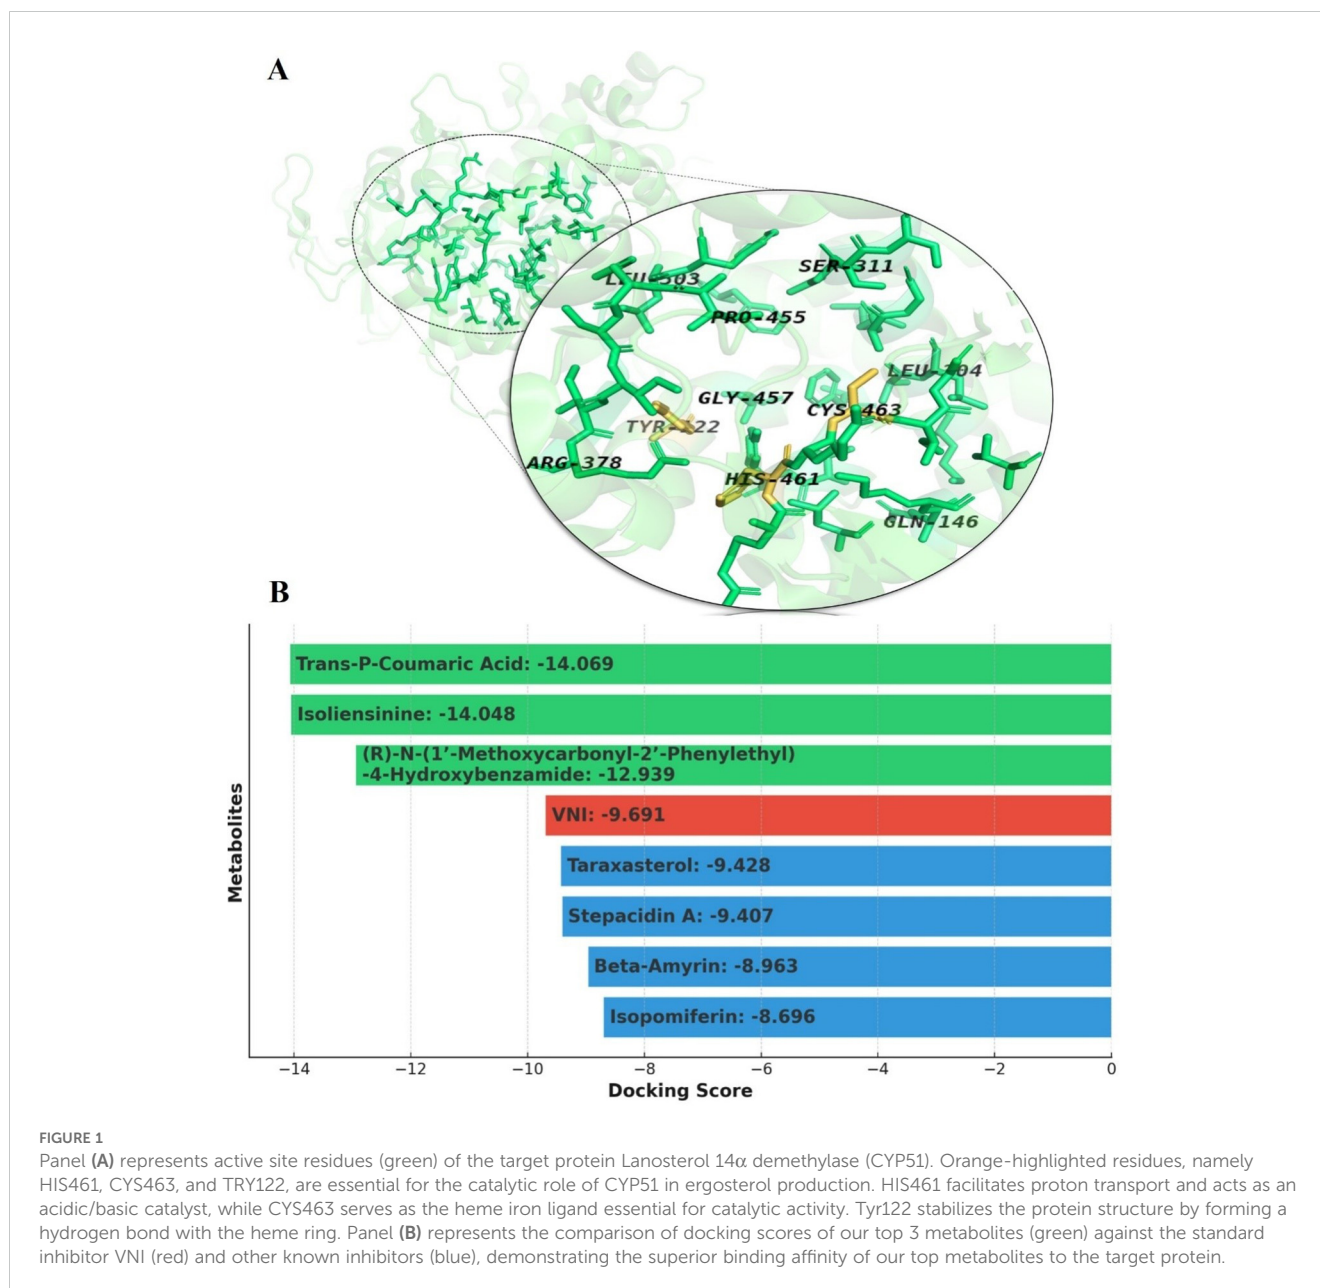 A
LEU-503
SER-311
PRO-455
LEU-304
GLY-457
CYS-463
TYR-122
ARG-378
HIS-461
GLN-146
B
Metabolites
Trans-P-Coumaric Acid: -14.069
Isoliensinine: -14.048
(R)-N-(1’-Methoxycarbonyl-2’-Phenylethyl)
-4-Hydroxybenzamide: -12.939
VNI: -9.691
Taraxasterol: -9.428
Stepacidin A: -9.407
Beta-Amyrin: -8.963
Isopomiferin: -8.696
−14 −12 −10 −8 −6 −4 −2 0
Docking Score
FIGURE 1
Panel (A) represents active site residues (green) of the target protein Lanosterol 14α demethylase (CYP51). Orange-highlighted residues, namely
HIS461, CYS463, and TRY122, are essential for the catalytic role of CYP51 in ergosterol production. HIS461 facilitates proton transport and acts as an
acidic/basic catalyst, while CYS463 serves as the heme iron ligand essential for catalytic activity. Tyr122 stabilizes the protein structure by forming a
hydrogen bond with the heme ring. Panel (B) represents the comparison of docking scores of our top 3 metabolites (green) against the standard
inhibitor VNI (red) and other known inhibitors (blue), demonstrating the superior binding affinity of our top metabolites to the target protein.